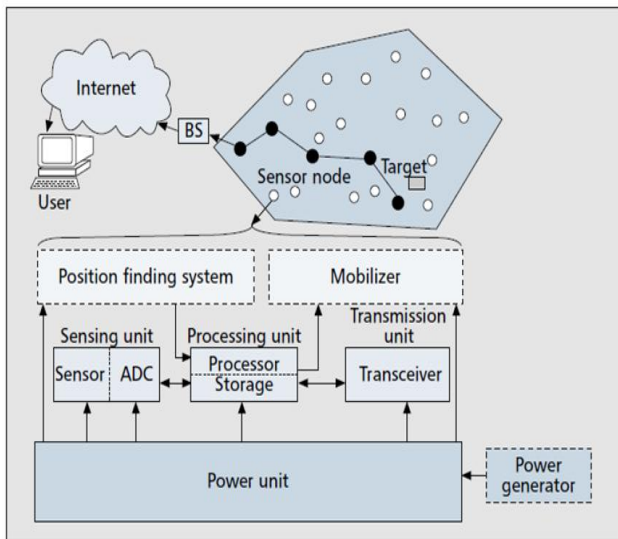 Internet
BS
User
Sensor node
Target
Position finding system
Mobilizer
Sensing unit
Processing unit
Transmission
unit
Sensor
ADC
Processor
Storage
Transceiver
Power unit
Power
generator